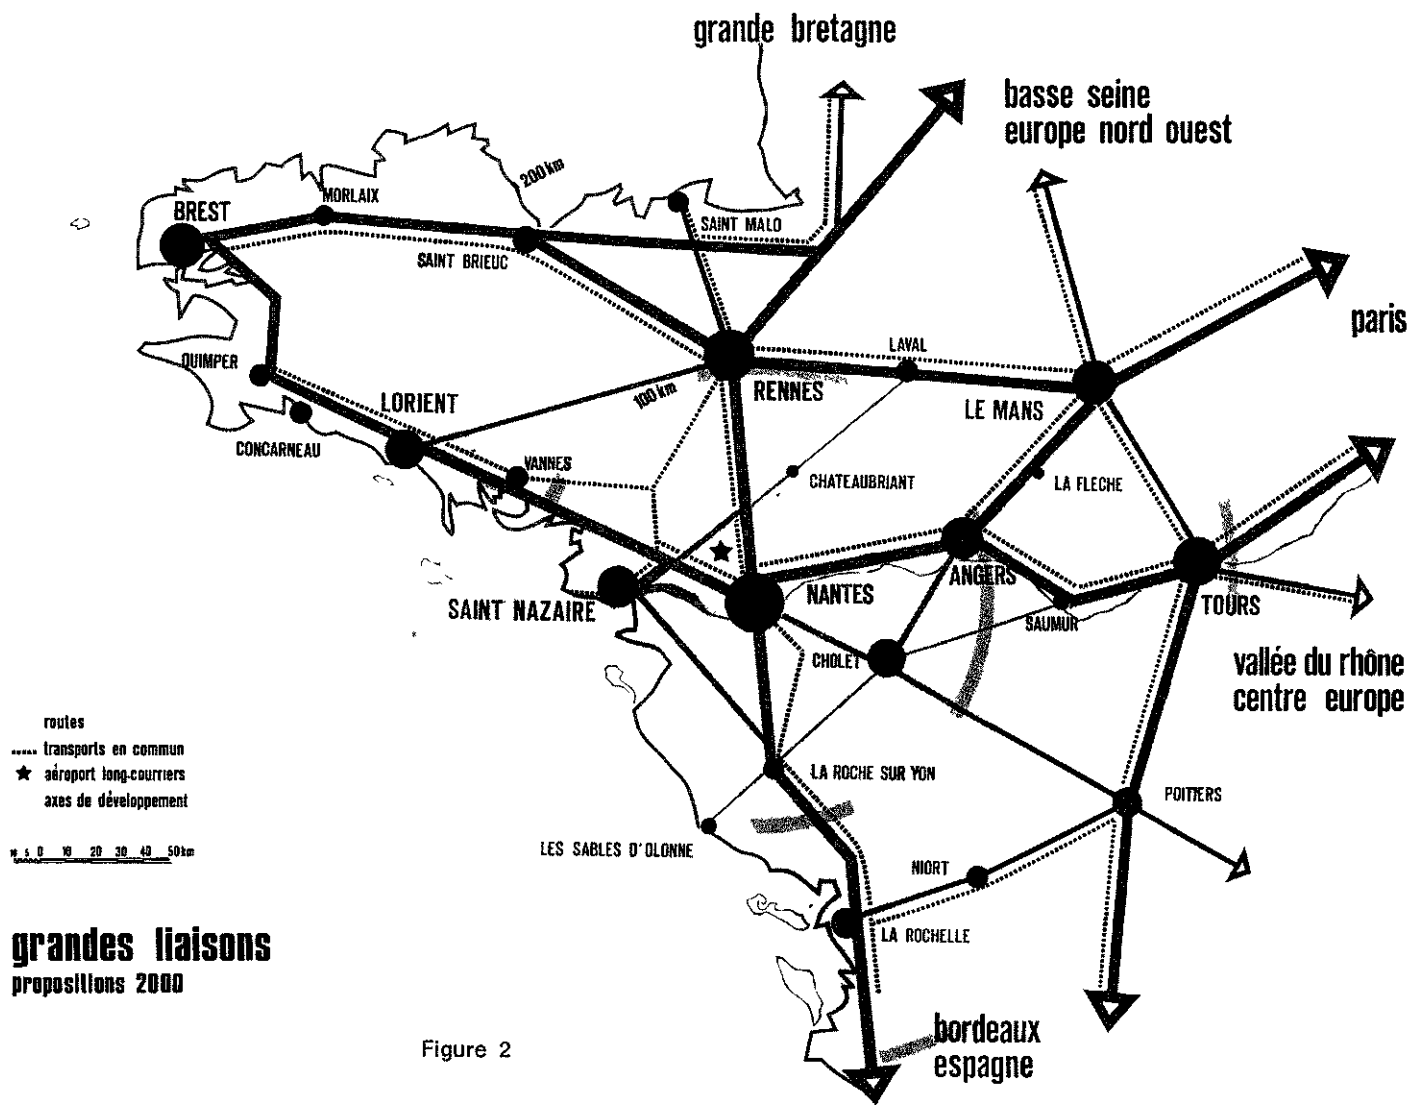 grande bretagne
basse seine
europe nord ouest
200 km
MORLAIX
BREST
SAINT MALO
SAINT BRIEUC
paris
LAVAL
QUIMPER
100 km
RENNES
LORIENT
LE MANS
CONCARNEAU
VANNES
CHATEAUBRIANT
LA FLECHE
ANGERS
NANTES
SAINT NAZAIRE
TOURS
SAUMUR
CHOLET
vallée du rhône
centre europe
routes
transports en commun
aéroport long-courriers
axes de développement
LA ROCHE SUR YON
POITIERS
10 5 0 10 20 30 40 50km
LES SABLES D'OLONNE
NIORT
LA ROCHELLE
grandes liaisons
propositions 2000
bordeaux
espagne
Figure 2